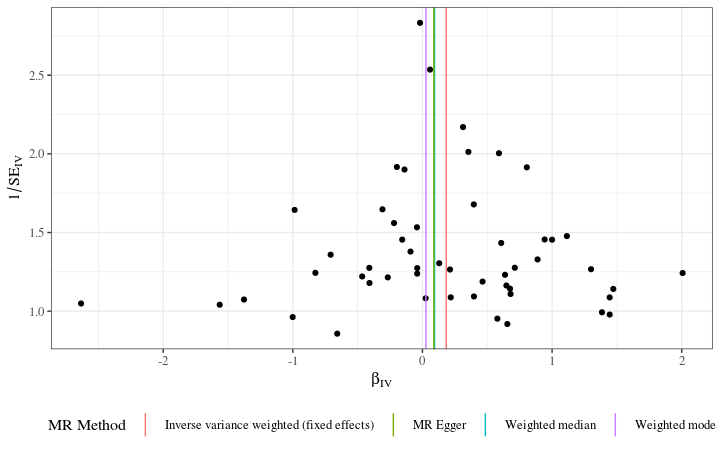 2.5
2.0
1.5
1.0
1/SE_IV
-2 -1 0 1 2
β_IV
MR Method Inverse variance weighted (fixed effects) MR Egger Weighted median Weighted mode